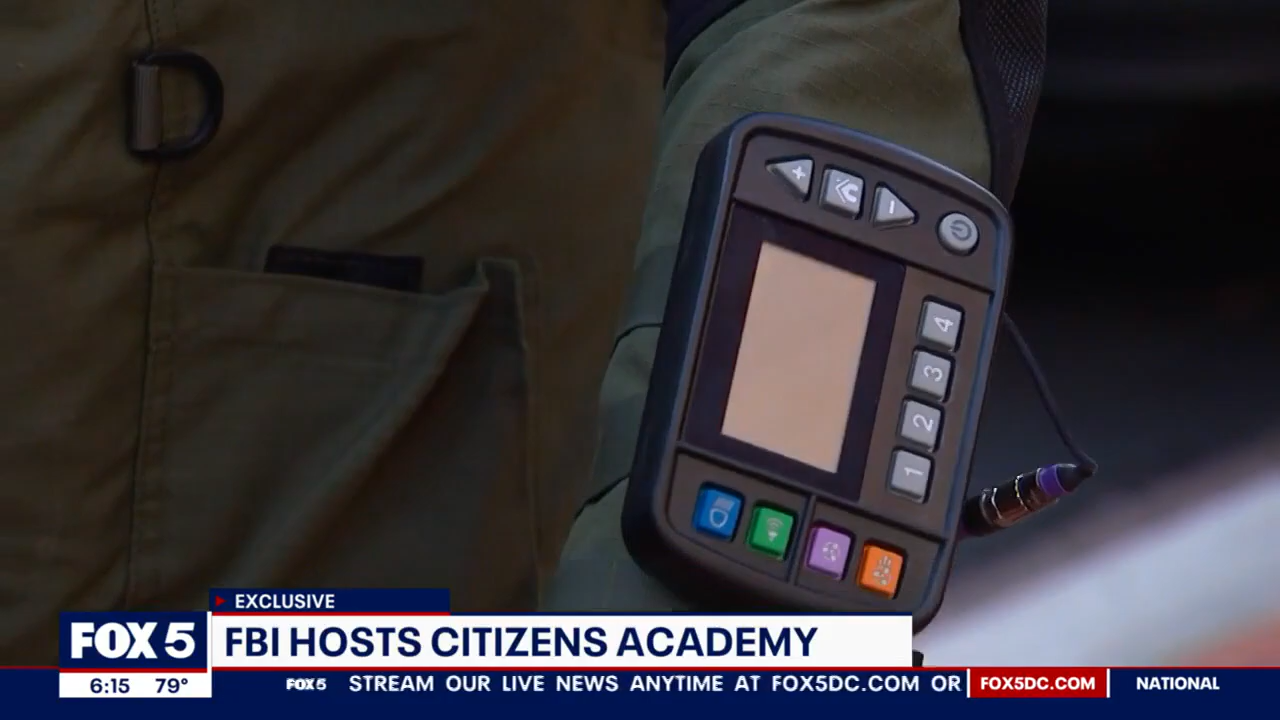 +
−
4
3
2
1
EXCLUSIVE
FOX 5
FBI HOSTS CITIZENS ACADEMY
6:15 79°
FOX 5 STREAM OUR LIVE NEWS ANYTIME AT FOX5DC.COM OR FOX5DC.COM NATIONAL